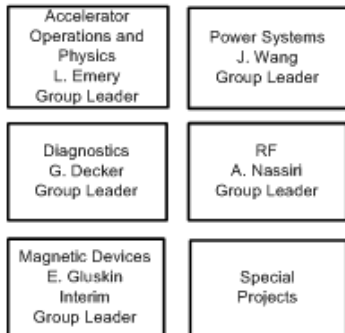 Accelerator
Operations and
Physics
L. Emery
Group Leader
Power Systems
J. Wang
Group Leader
Diagnostics
G. Decker
Group Leader
RF
A. Nassiri
Group Leader
Magnetic Devices
E. Gluskin
Interim
Group Leader
Special
Projects